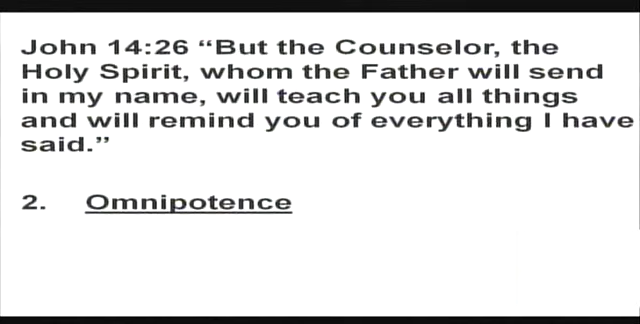 John 14:26 “But the Counselor, the
Holy Spirit, whom the Father will send
in my name, will teach you all things
and will remind you of everything I have
said.”
2. Omnipotence